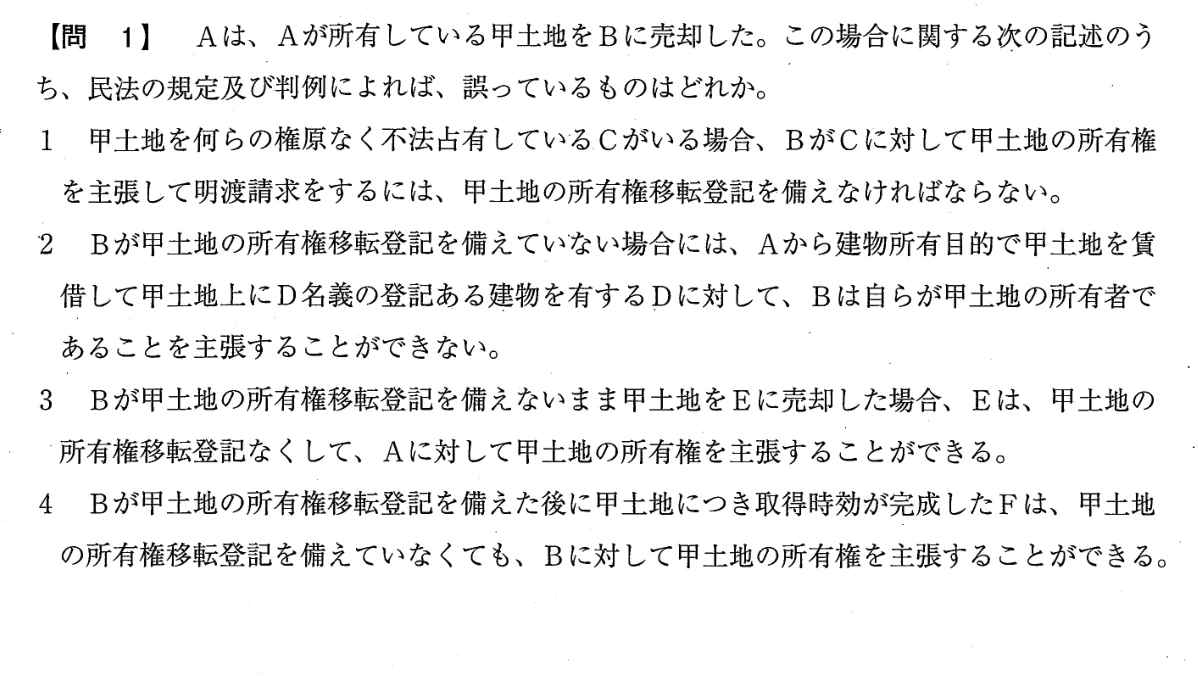 【問　1】　Ａは、Ａが所有している甲土地をＢに売却した。この場合に関する次の記述のう
ち、民法の規定及び判例によれば、誤っているものはどれか。
1　甲土地を何らの権原なく不法占有しているＣがいる場合、ＢがＣに対して甲土地の所有権
を主張して明渡請求をするには、甲土地の所有権移転登記を備えなければならない。
2　Ｂが甲土地の所有権移転登記を備えていない場合には、Ａから建物所有目的で甲土地を賃
借して甲土地上にＤ名義の登記ある建物を有するＤに対して、Ｂは自らが甲土地の所有者で
あることを主張することができない。
3　Ｂが甲土地の所有権移転登記を備えないまま甲土地をＥに売却した場合、Ｅは、甲土地の
所有権移転登記なくして、Ａに対して甲土地の所有権を主張することができる。
4　Ｂが甲土地の所有権移転登記を備えた後に甲土地につき取得時効が完成したＦは、甲土地
の所有権移転登記を備えていなくても、Ｂに対して甲土地の所有権を主張することができる。